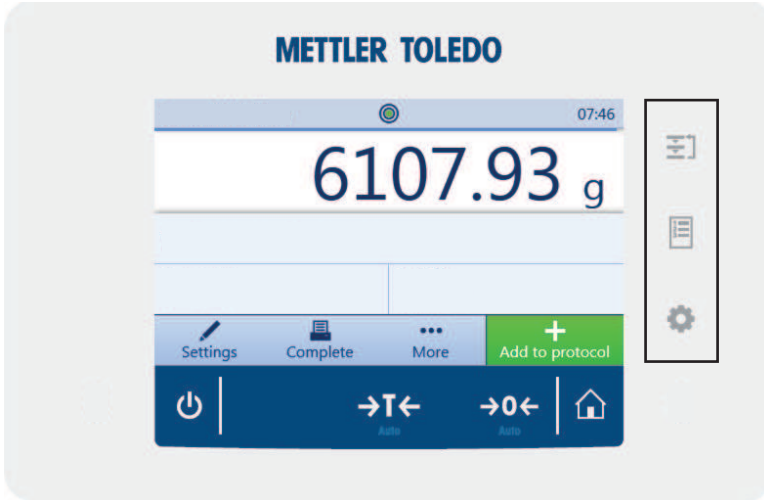 METTLER TOLEDO
07:46
6107.93 g
Settings Complete More Add to protocol
→T← →0←
Auto Auto